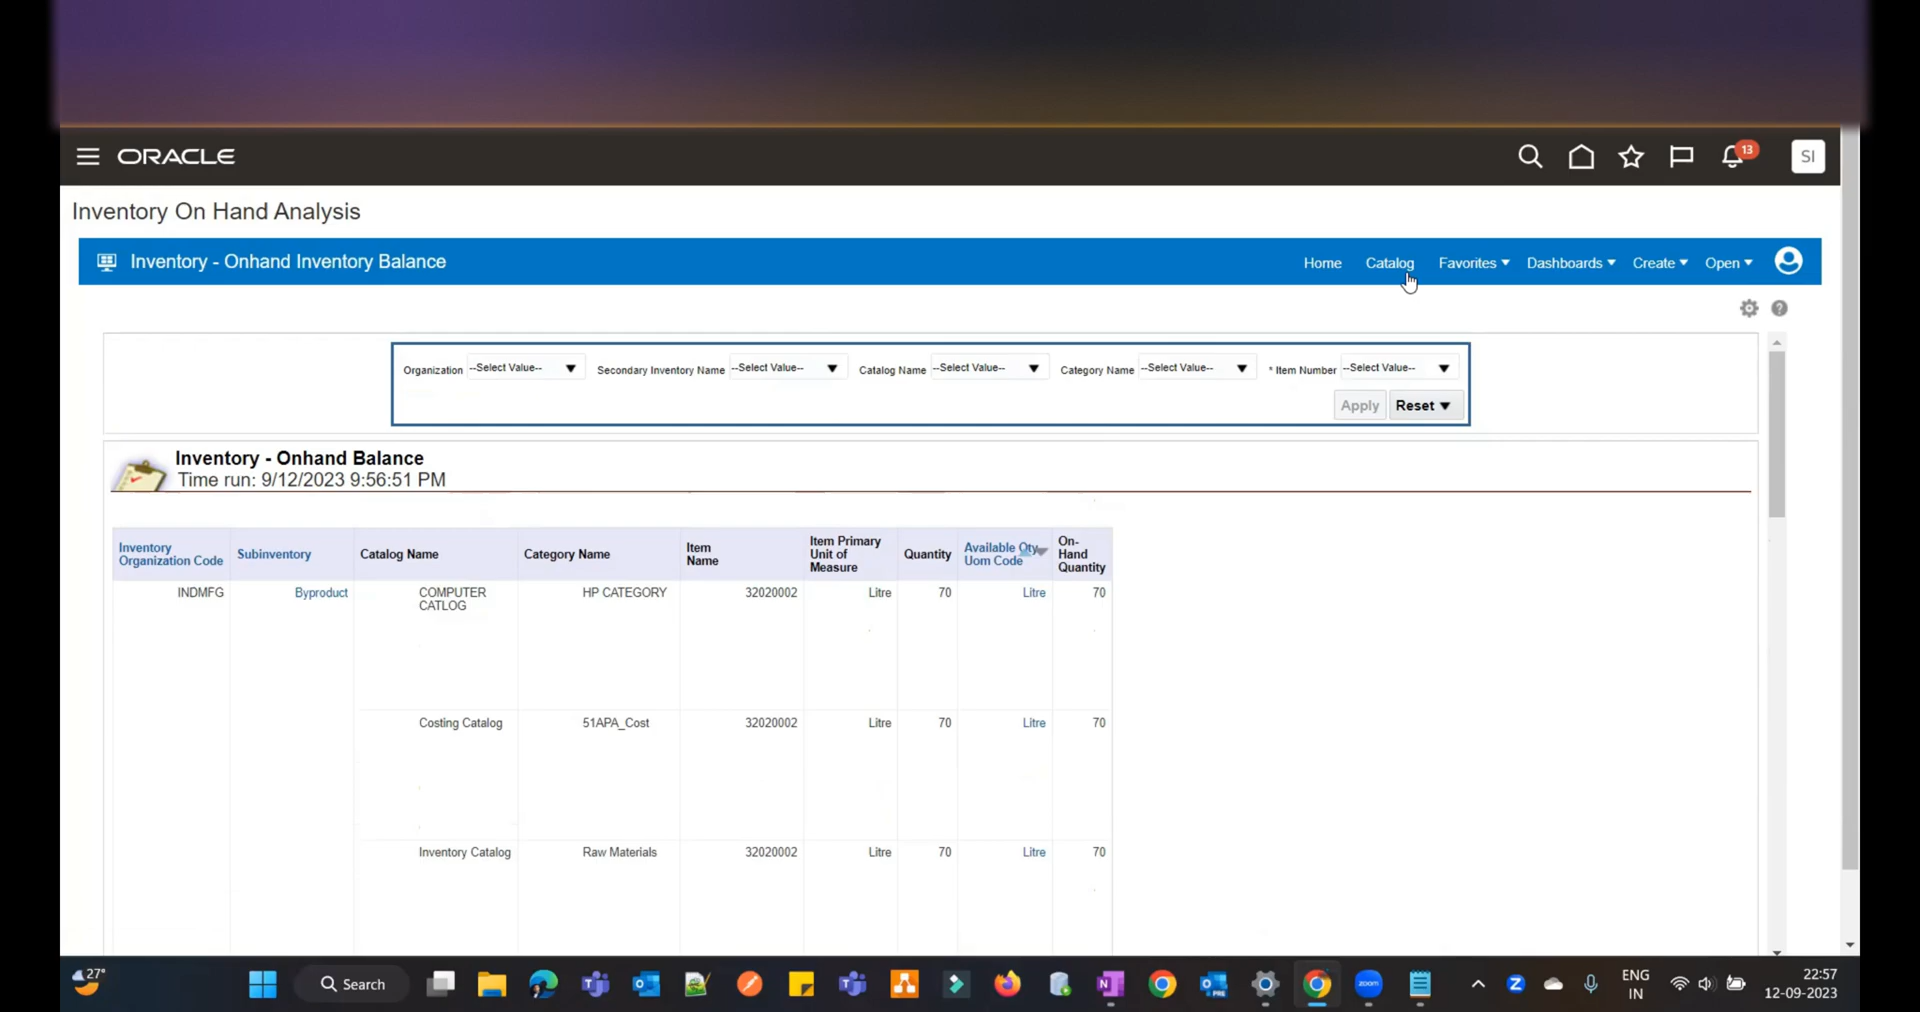 ORACLE
13
SI
Inventory On Hand Analysis
Inventory - Onhand Inventory Balance
Home Catalog Favorites Dashboards Create Open
Organization --Select Value-- Secondary Inventory Name --Select Value-- Catalog Name --Select Value-- Category Name --Select Value-- * Item Number --Select Value--
Apply Reset
Inventory - Onhand Balance
Time run: 9/12/2023 9:56:51 PM
Inventory Organization Code Subinventory Catalog Name Category Name Item Name Item Primary Unit of Measure Quantity Available Qty Uom Code On-Hand Quantity
INDMFG Byproduct COMPUTER CATLOG HP CATEGORY 32020002 Litre 70 Litre 70
Costing Catalog 51APA_Cost 32020002 Litre 70 Litre 70
Inventory Catalog Raw Materials 32020002 Litre 70 Litre 70
27°
Search
zoom
ENG
IN
22:57
12-09-2023